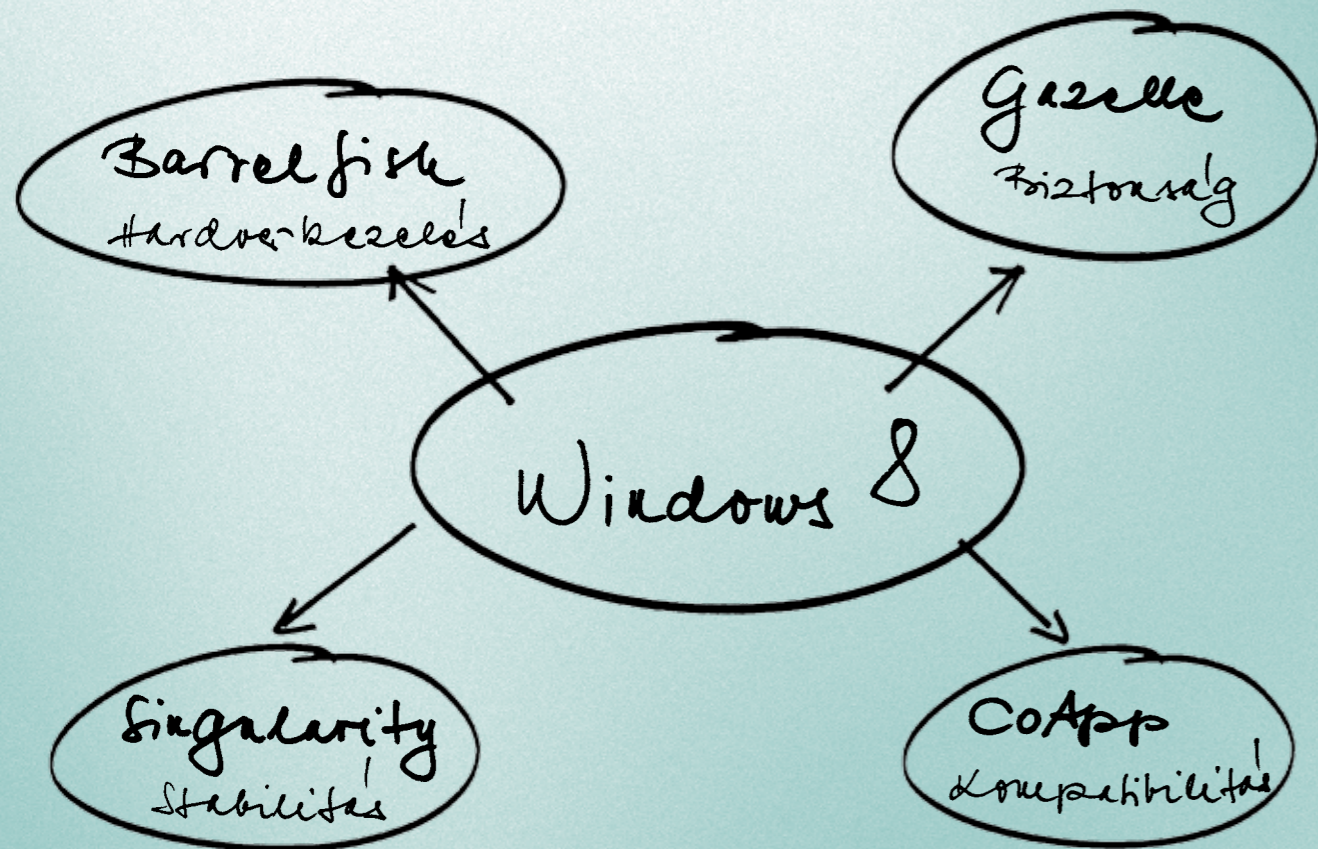 Barrelfish
Hardverkezelés
Gazelle
Biztonság
Windows 8
Singularity
Stabilitás
CoApp
Kompatibilitás